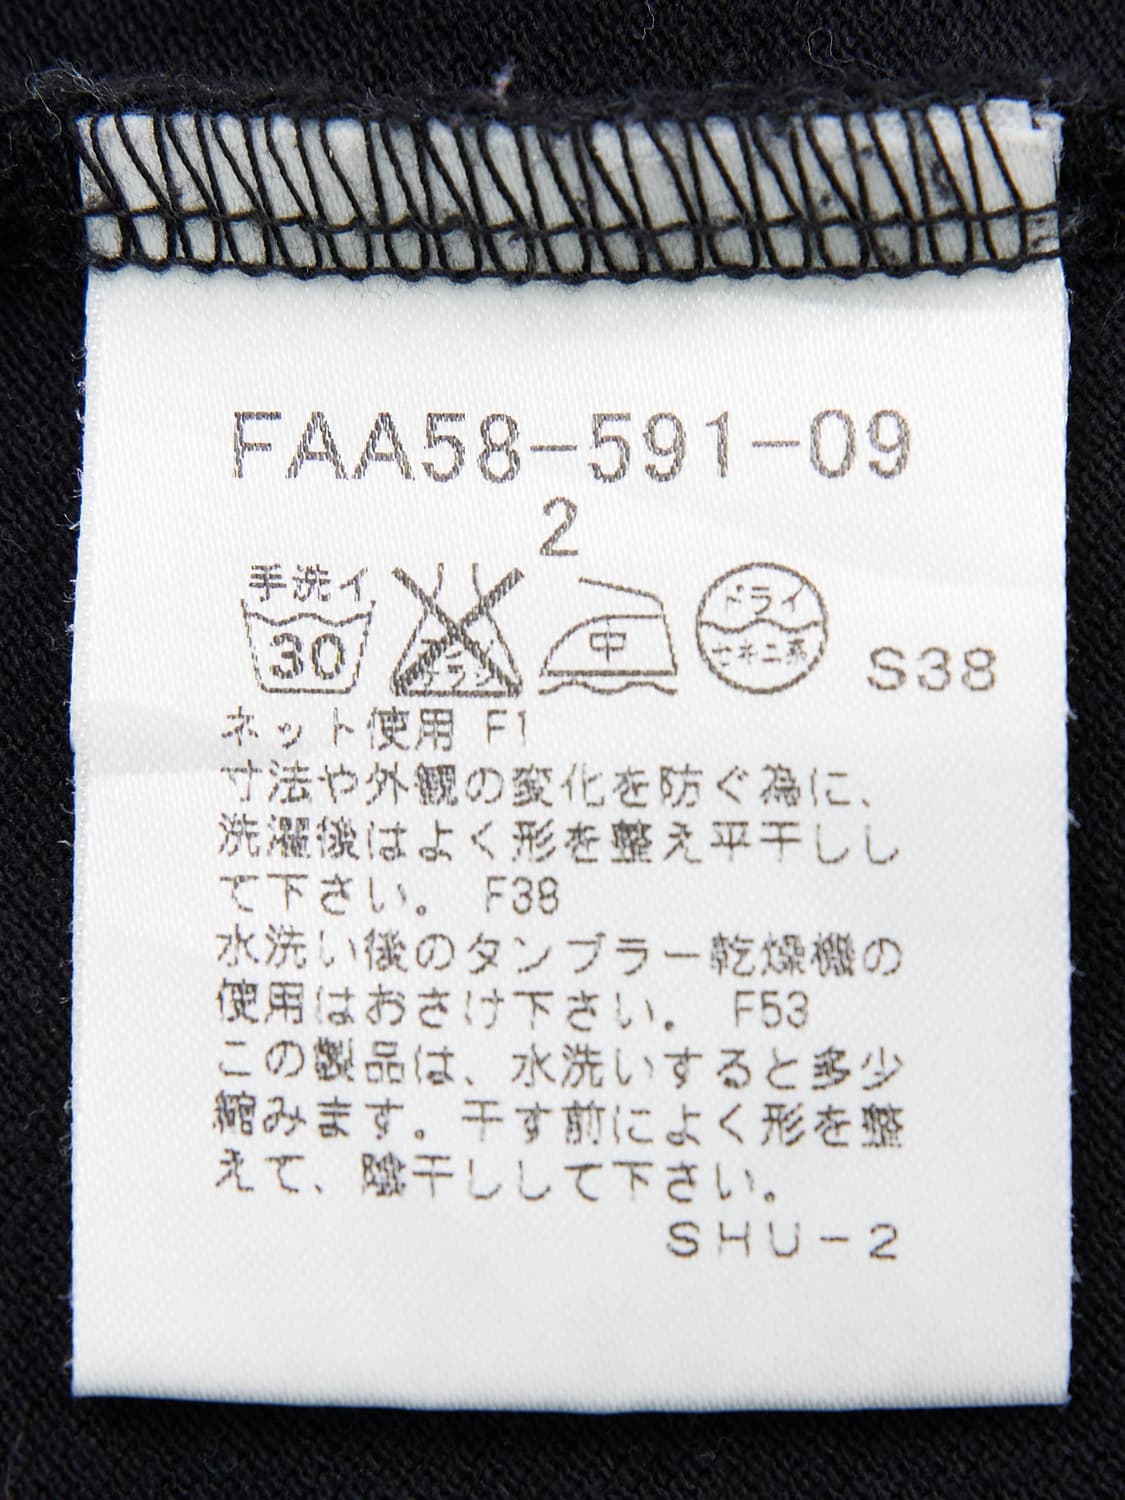 FAA58-591-09
2
手洗イ 30 中 ドライ セキユ系 S38
ネット使用 F1
寸法や外観の変化を防ぐ為に、
洗濯後はよく形を整え平干しし
て下さい。 F38
水洗い後のタンブラー乾燥機の
使用はおさけ下さい。 F53
この製品は、水洗いすると多少
縮みます。干す前によく形を整
えて、陰干しして下さい。
SHU-2